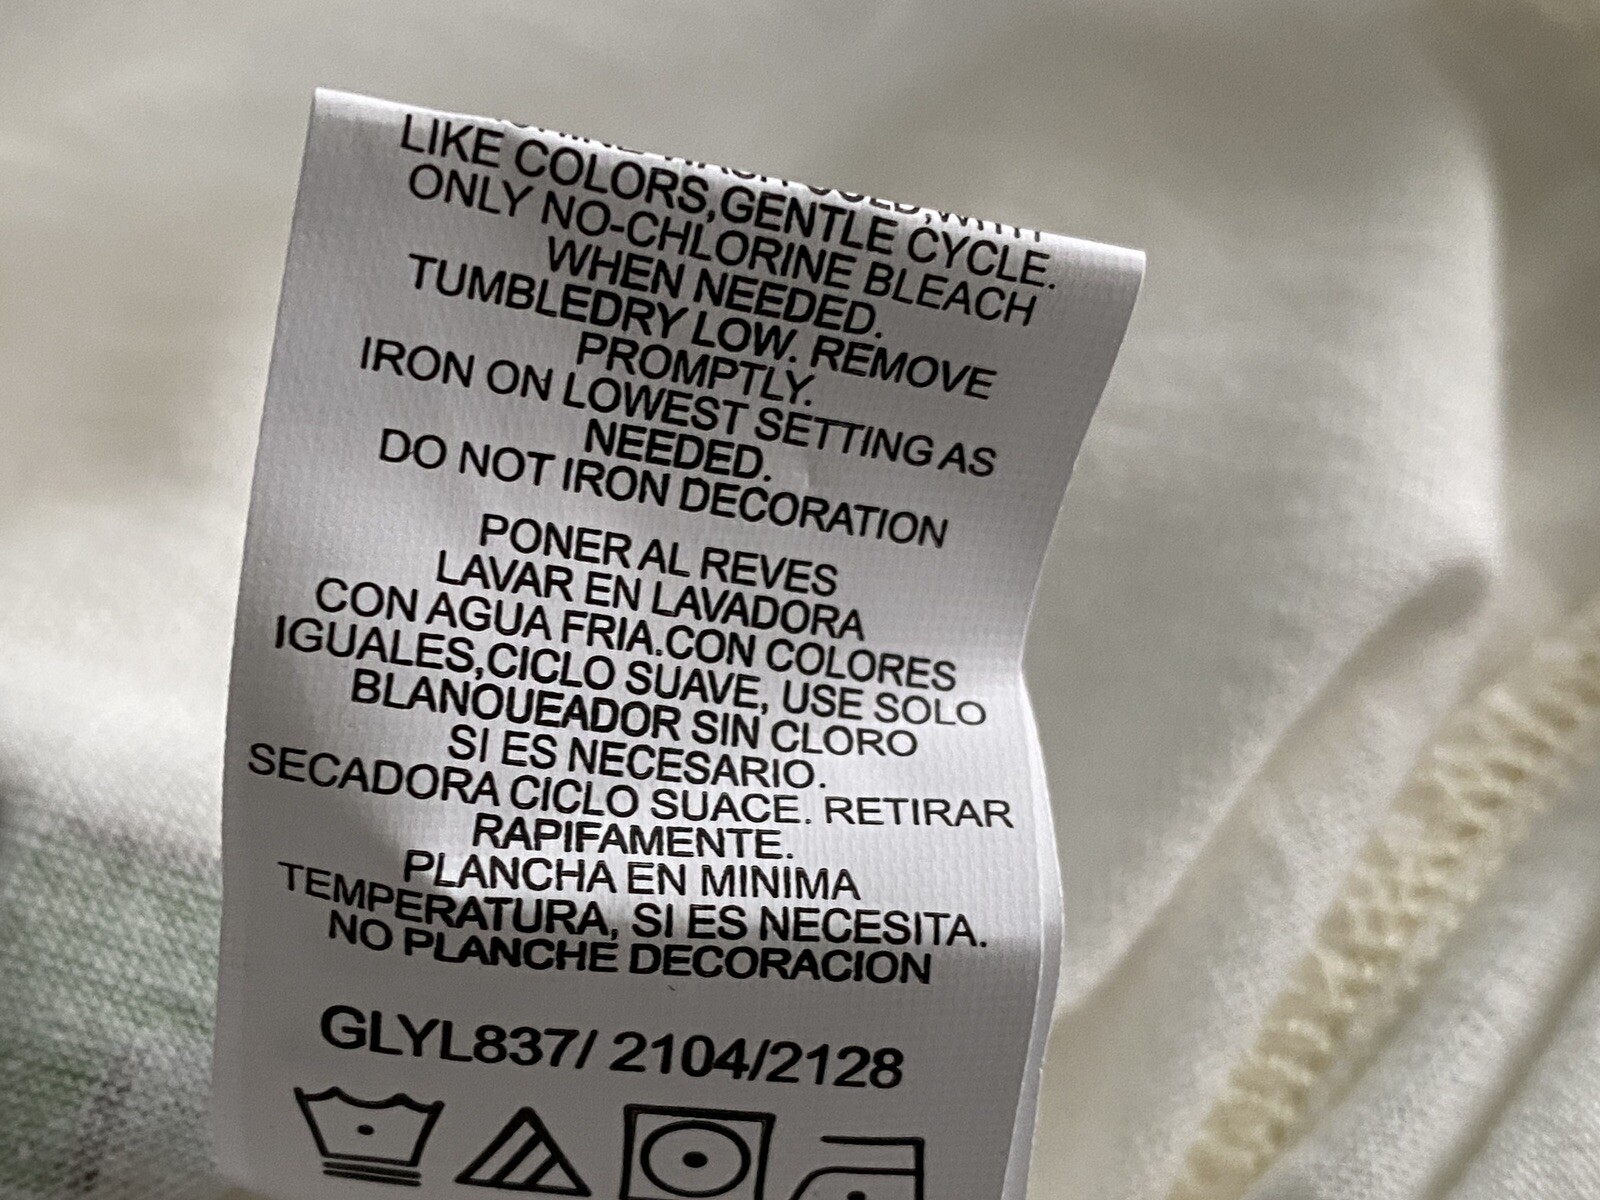 LIKE COLORS,GENTLE CYCLE.
ONLY NO-CHLORINE BLEACH
WHEN NEEDED.
TUMBLEDRY LOW. REMOVE
PROMPTLY.
IRON ON LOWEST SETTING AS
NEEDED.
DO NOT IRON DECORATION
PONER AL REVES
LAVAR EN LAVADORA
CON AGUA FRIA.CON COLORES
IGUALES,CICLO SUAVE, USE SOLO
BLANOUEADOR SIN CLORO
SI ES NECESARIO.
SECADORA CICLO SUACE. RETIRAR
RAPIFAMENTE.
PLANCHA EN MINIMA
TEMPERATURA, SI ES NECESITA.
NO PLANCHE DECORACION
GLYL837/ 2104/2128